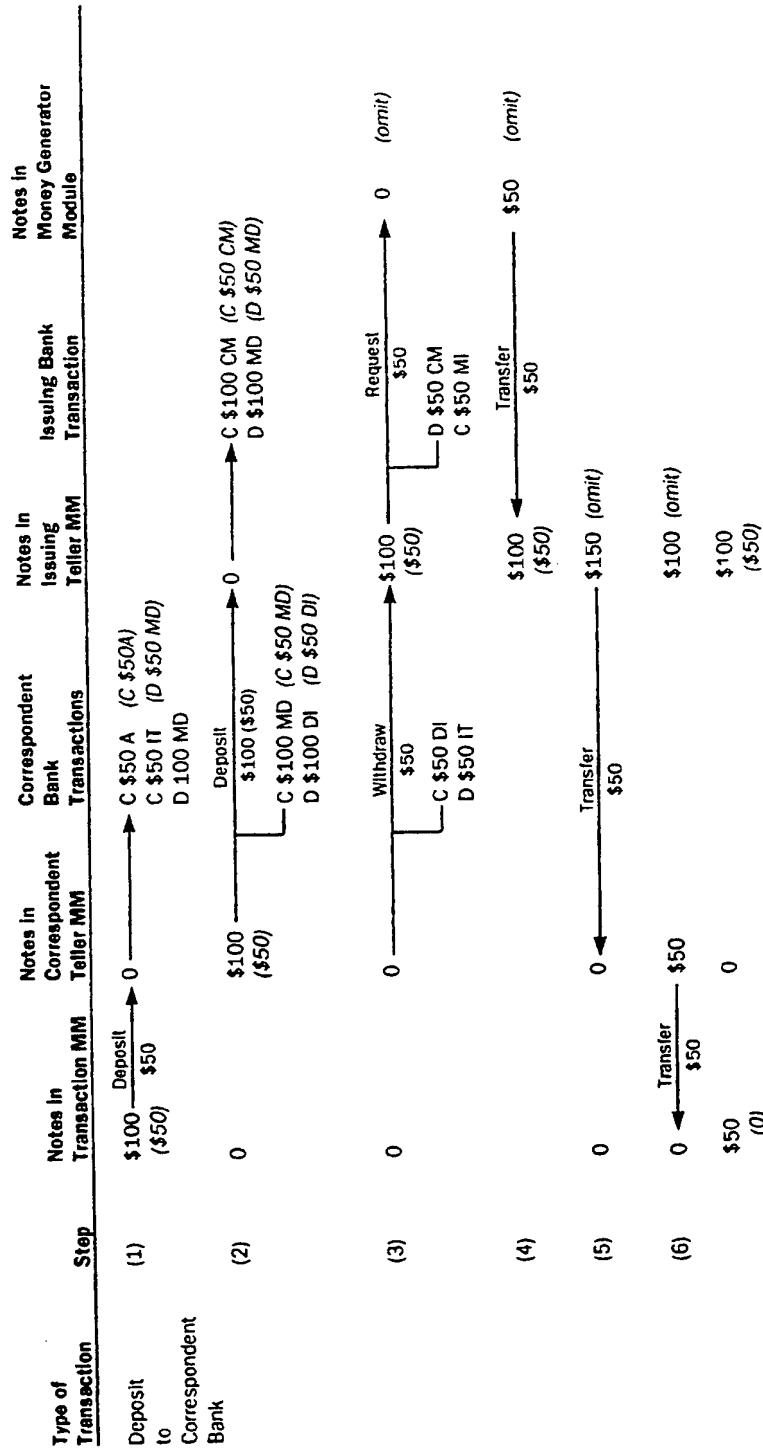 Type of Transaction Step Notes in Transaction MM Notes in Correspondent Teller MM Correspondent Bank Transactions Notes in Issuing Teller MM Issuing Bank Transaction Notes in Money Generator Module
Deposit to Correspondent Bank
(1) $100 Deposit 0 C $50 A (C $50A)
($50) $50 C $50 IT (D $50 MD)
D 100 MD
(2) 0 $100 Deposit 0 C $100 CM (C $50 CM)
($50) $100 ($50) D $100 MD (D $50 MD)
C $100 MD (C $50 MD)
D $100 DI (D $50 DI)
(3) 0 0 Withdraw $100 Request 0 (omit)
$50 ($50) $50
C $50 DI D $50 CM
D $50 IT C $50 MI
(4) $100 Transfer $50 (omit)
($50) $50
(5) 0 0 Transfer $150 (omit)
$50
(6) 0 Transfer $50 $100 (omit)
$50
$50 0 $100
(0) ($50)